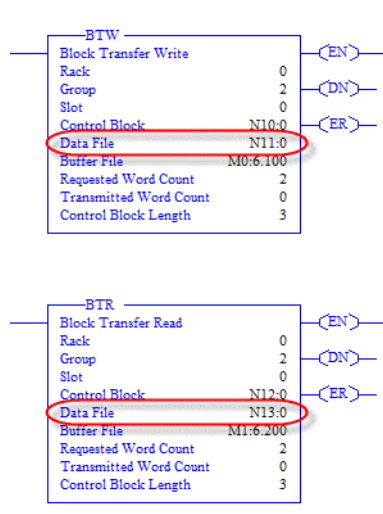 BTW
Block Transfer Write (EN)
Rack 0
Group 2 (DN)
Slot 0
Control Block N10:0 (ER)
Data File N11:0
Buffer File M0:6.100
Requested Word Count 2
Transmitted Word Count 0
Control Block Length 3
BTR
Block Transfer Read (EN)
Rack 0
Group 2 (DN)
Slot 0
Control Block N12:0 (ER)
Data File N13:0
Buffer File M1:6.200
Requested Word Count 2
Transmitted Word Count 0
Control Block Length 3